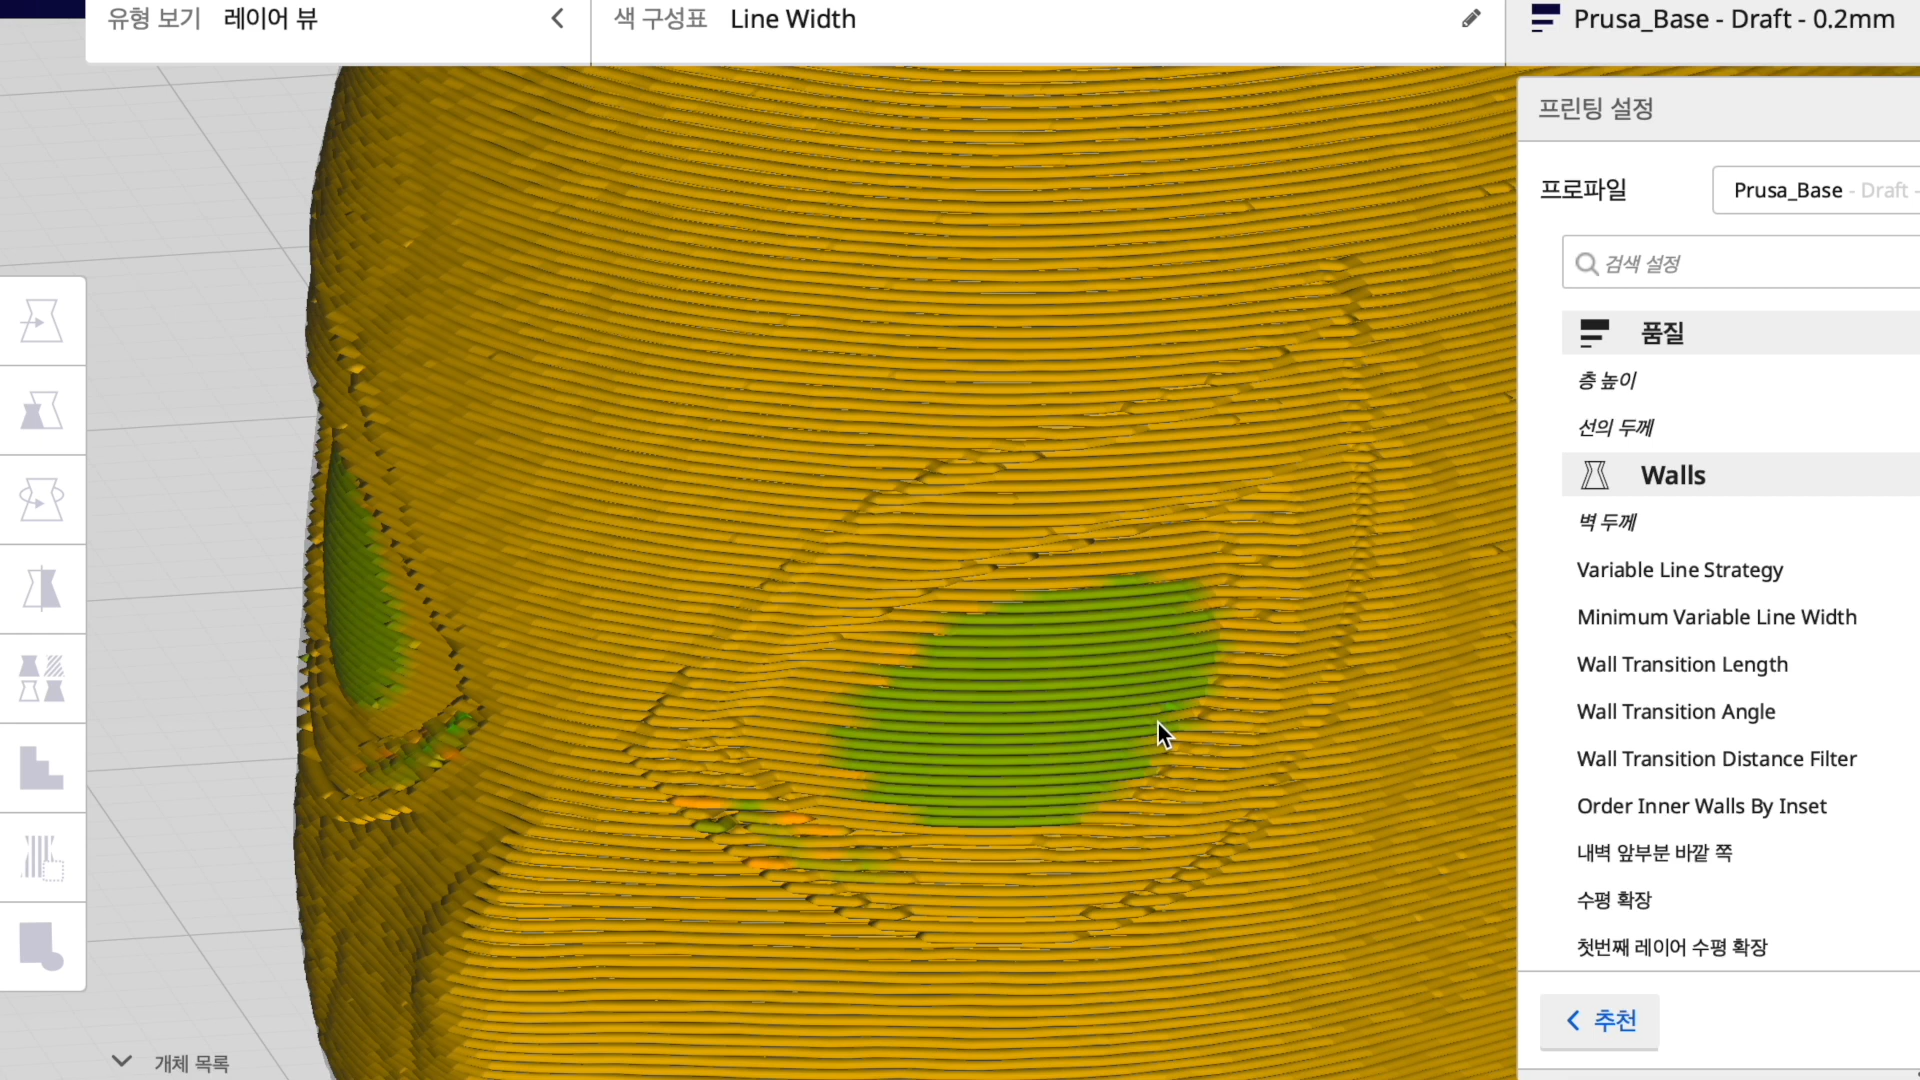 유형 보기 레이어 뷰
색 구성표 Line Width
Prusa_Base - Draft - 0.2mm
프린팅 설정
프로파일 Prusa_Base - Draft -
검색 설정
품질
층 높이
선의 두께
Walls
벽 두께
Variable Line Strategy
Minimum Variable Line Width
Wall Transition Length
Wall Transition Angle
Wall Transition Distance Filter
Order Inner Walls By Inset
내벽 앞부분 바깥 쪽
수평 확장
첫번째 레이어 수평 확장
추천
개체 목록